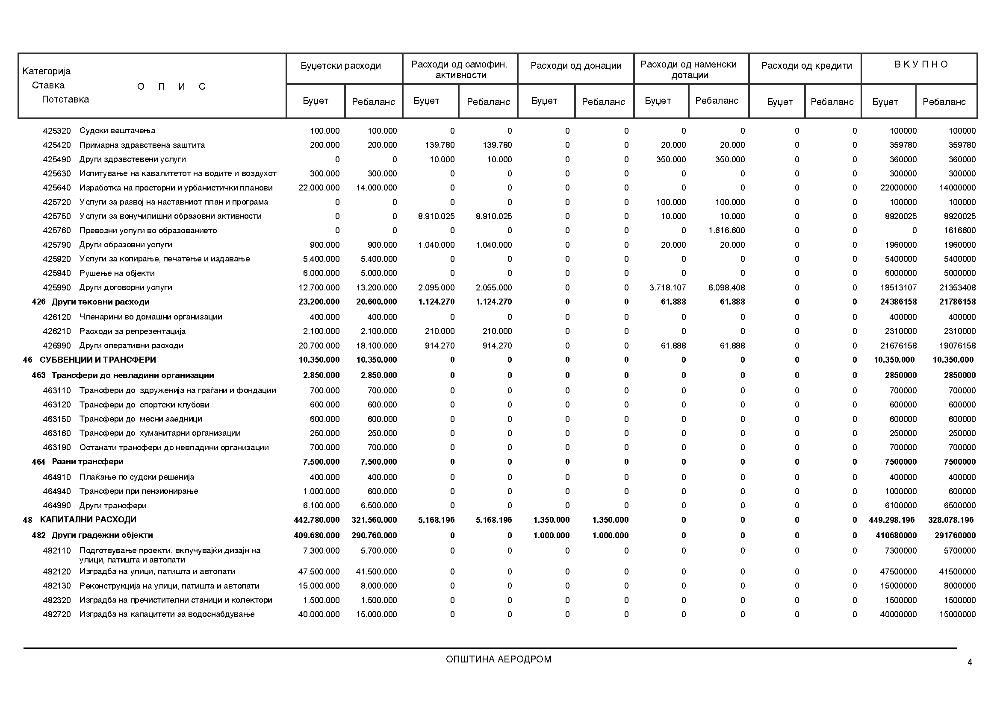 Буџетски расходи Расходи од самофин. активности Расходи од донации Расходи од наменски дотации Расходи од кредити В К У П Н О
Категорија
Ставка О П И С
Потставка
Буџет Ребаланс Буџет Ребаланс Буџет Ребаланс Буџет Ребаланс Буџет Ребаланс Буџет Ребаланс
425320 Судски вештачења 100.000 100.000 0 0 0 0 0 0 0 0 100000 100000
425420 Примарна здравствена заштита 200.000 200.000 139.780 139.780 0 0 20.000 20.000 0 0 359780 359780
425490 Други здравстевени услуги 0 0 10.000 10.000 0 0 350.000 350.000 0 0 360000 360000
425630 Испитување на кавалитетот на водите и воздухот 300.000 300.000 0 0 0 0 0 0 0 0 300000 300000
425640 Изработка на просторни и урбанистички планови 22.000.000 14.000.000 0 0 0 0 0 0 0 0 22000000 14000000
425720 Услуги за развој на наставниот план и програма 0 0 0 0 0 0 100.000 100.000 0 0 100000 100000
425750 Услуги за вонучилишни образовни активности 0 0 8.910.025 8.910.025 0 0 10.000 10.000 0 0 8920025 8920025
425760 Превозни услуги во образованието 0 0 0 0 0 0 0 1.616.600 0 0 0 1616600
425790 Други образовни услуги 900.000 900.000 1.040.000 1.040.000 0 0 20.000 20.000 0 0 1960000 1960000
425920 Услуги за копирање, печатење и издавање 5.400.000 5.400.000 0 0 0 0 0 0 0 0 5400000 5400000
425940 Рушење на објекти 6.000.000 5.000.000 0 0 0 0 0 0 0 0 6000000 5000000
425990 Други договорни услуги 12.700.000 13.200.000 2.095.000 2.055.000 0 0 3.718.107 6.098.408 0 0 18513107 21353408
426 Други тековни расходи 23.200.000 20.600.000 1.124.270 1.124.270 0 0 61.888 61.888 0 0 24386158 21786158
426120 Членарини во домашни организации 400.000 400.000 0 0 0 0 0 0 0 0 400000 400000
426210 Расходи за репрезентација 2.100.000 2.100.000 210.000 210.000 0 0 0 0 0 0 2310000 2310000
426990 Други оперативни расходи 20.700.000 18.100.000 914.270 914.270 0 0 61.888 61.888 0 0 21676158 19076158
46 СУБВЕНЦИИ И ТРАНСФЕРИ 10.350.000 10.350.000 0 0 0 0 0 0 0 0 10.350.000 10.350.000
463 Трансфери до невладини организации 2.850.000 2.850.000 0 0 0 0 0 0 0 0 2850000 2850000
463110 Трансфери до здруженија на граѓани и фондации 700.000 700.000 0 0 0 0 0 0 0 0 700000 700000
463120 Трансфери до спортски клубови 600.000 600.000 0 0 0 0 0 0 0 0 600000 600000
463150 Трансфери до месни заедници 600.000 600.000 0 0 0 0 0 0 0 0 600000 600000
463160 Трансфери до хуманитарни организации 250.000 250.000 0 0 0 0 0 0 0 0 250000 250000
463190 Останати трансфери до невладини организации 700.000 700.000 0 0 0 0 0 0 0 0 700000 700000
464 Разни трансфери 7.500.000 7.500.000 0 0 0 0 0 0 0 0 7500000 7500000
464910 Плаќање по судски решенија 400.000 400.000 0 0 0 0 0 0 0 0 400000 400000
464940 Трансфери при пензионирање 1.000.000 600.000 0 0 0 0 0 0 0 0 1000000 600000
464990 Други трансфери 6.100.000 6.500.000 0 0 0 0 0 0 0 0 6100000 6500000
48 КАПИТАЛНИ РАСХОДИ 442.780.000 321.560.000 5.168.196 5.168.196 1.350.000 1.350.000 0 0 0 0 449.298.196 328.078.196
482 Други градежни објекти 409.680.000 290.760.000 0 0 1.000.000 1.000.000 0 0 0 0 410680000 291760000
482110 Подготвување проекти, вклучувајќи дизајн на 7.300.000 5.700.000 0 0 0 0 0 0 0 0 7300000 5700000
улици, патишта и автопати
482120 Изградба на улици, патишта и автопати 47.500.000 41.500.000 0 0 0 0 0 0 0 0 47500000 41500000
482130 Реконструкција на улици, патишта и автопати 15.000.000 8.000.000 0 0 0 0 0 0 0 0 15000000 8000000
482320 Изградба на пречистителни станици и колектори 1.500.000 1.500.000 0 0 0 0 0 0 0 0 1500000 1500000
482720 Изградба на капацитети за водоснабдување 40.000.000 15.000.000 0 0 0 0 0 0 0 0 40000000 15000000
ОПШТИНА АЕРОДРОМ
4